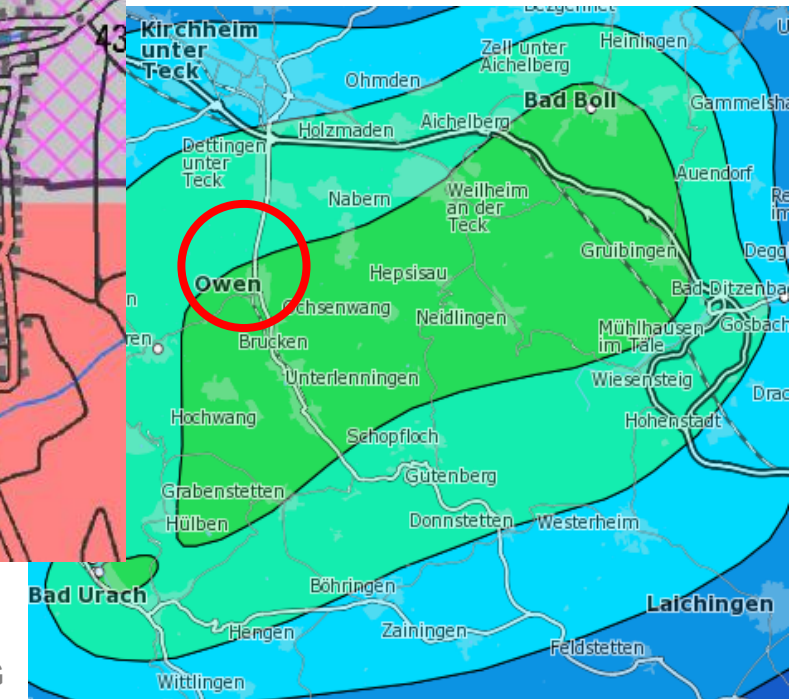 43
Kirchheim
unter
Teck
Ohmden
Zell unter
Aichelberg
Heiningen
Bad Boll
Gammelsha
Holzmaden
Aichelberg
Dettingen
unter
Teck
Nabern
Weilheim
an der
Teck
Auendorf
Gruibingen
Owen
Hepsisau
Ochsenwang
Neidlingen
Bad Ditzenba
Gosbach
Mühlhausen
im Täle
Brucken
Unterlenningen
Wiesensteig
Drac
Hochwang
Hohenstadt
Schopfloch
Gutenberg
Grabenstetten
Hülben
Donnstetten
Westerheim
Bad Urach
Böhringen
Laichingen
Hengen
Zainingen
Feldstetten
Wittlingen